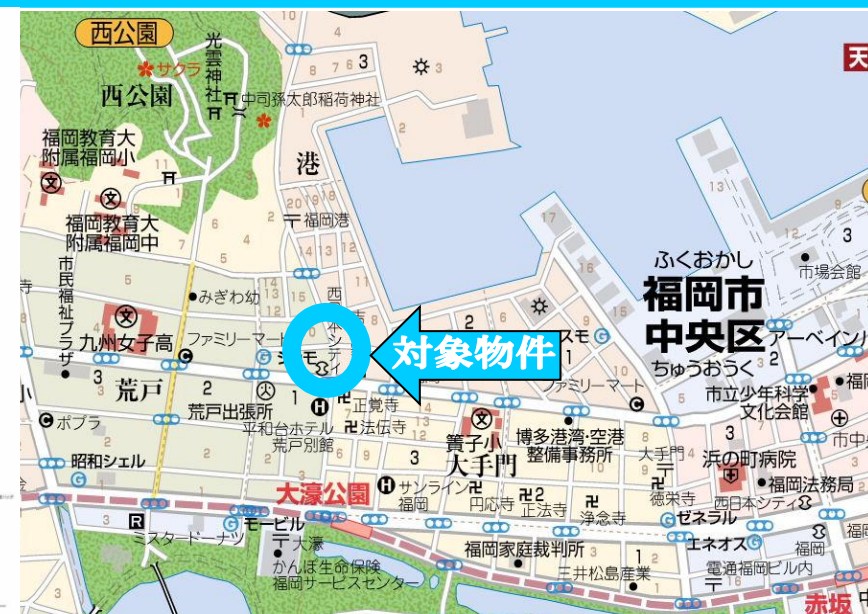 西公園
サクラ
西公園
光雲神社
中司孫太郎稲荷神社
福岡教育大
附属福岡小
福岡教育大
附属福岡中
港
福岡港
市民福祉プラザ
みぎわ幼
九州女子高
ファミリーマート
荒戸
荒戸出張所
ポプラ
昭和シェル
平和台ホテル
荒戸別館
正覚寺
法伝寺
対象物件
ファミリーマート
簀子小
大手門
博多港湾・空港
整備事務所
大手門
ふくおかし
福岡市
中央区
ちゅうおうく
市場会館
アーベイン
市立少年科学
文化会館
浜の町病院
福岡法務局
西日本シティ
大濠公園
サンライン
福岡
円応寺
正法寺
浄念寺
徳栄寺
ゼネラル
エネオス
モービル
ミスタードーナツ
大濠
かんぽ生命保険
福岡サービスセンター
福岡家庭裁判所
三井松島産業
電通福岡ビル内
福岡
赤坂
天